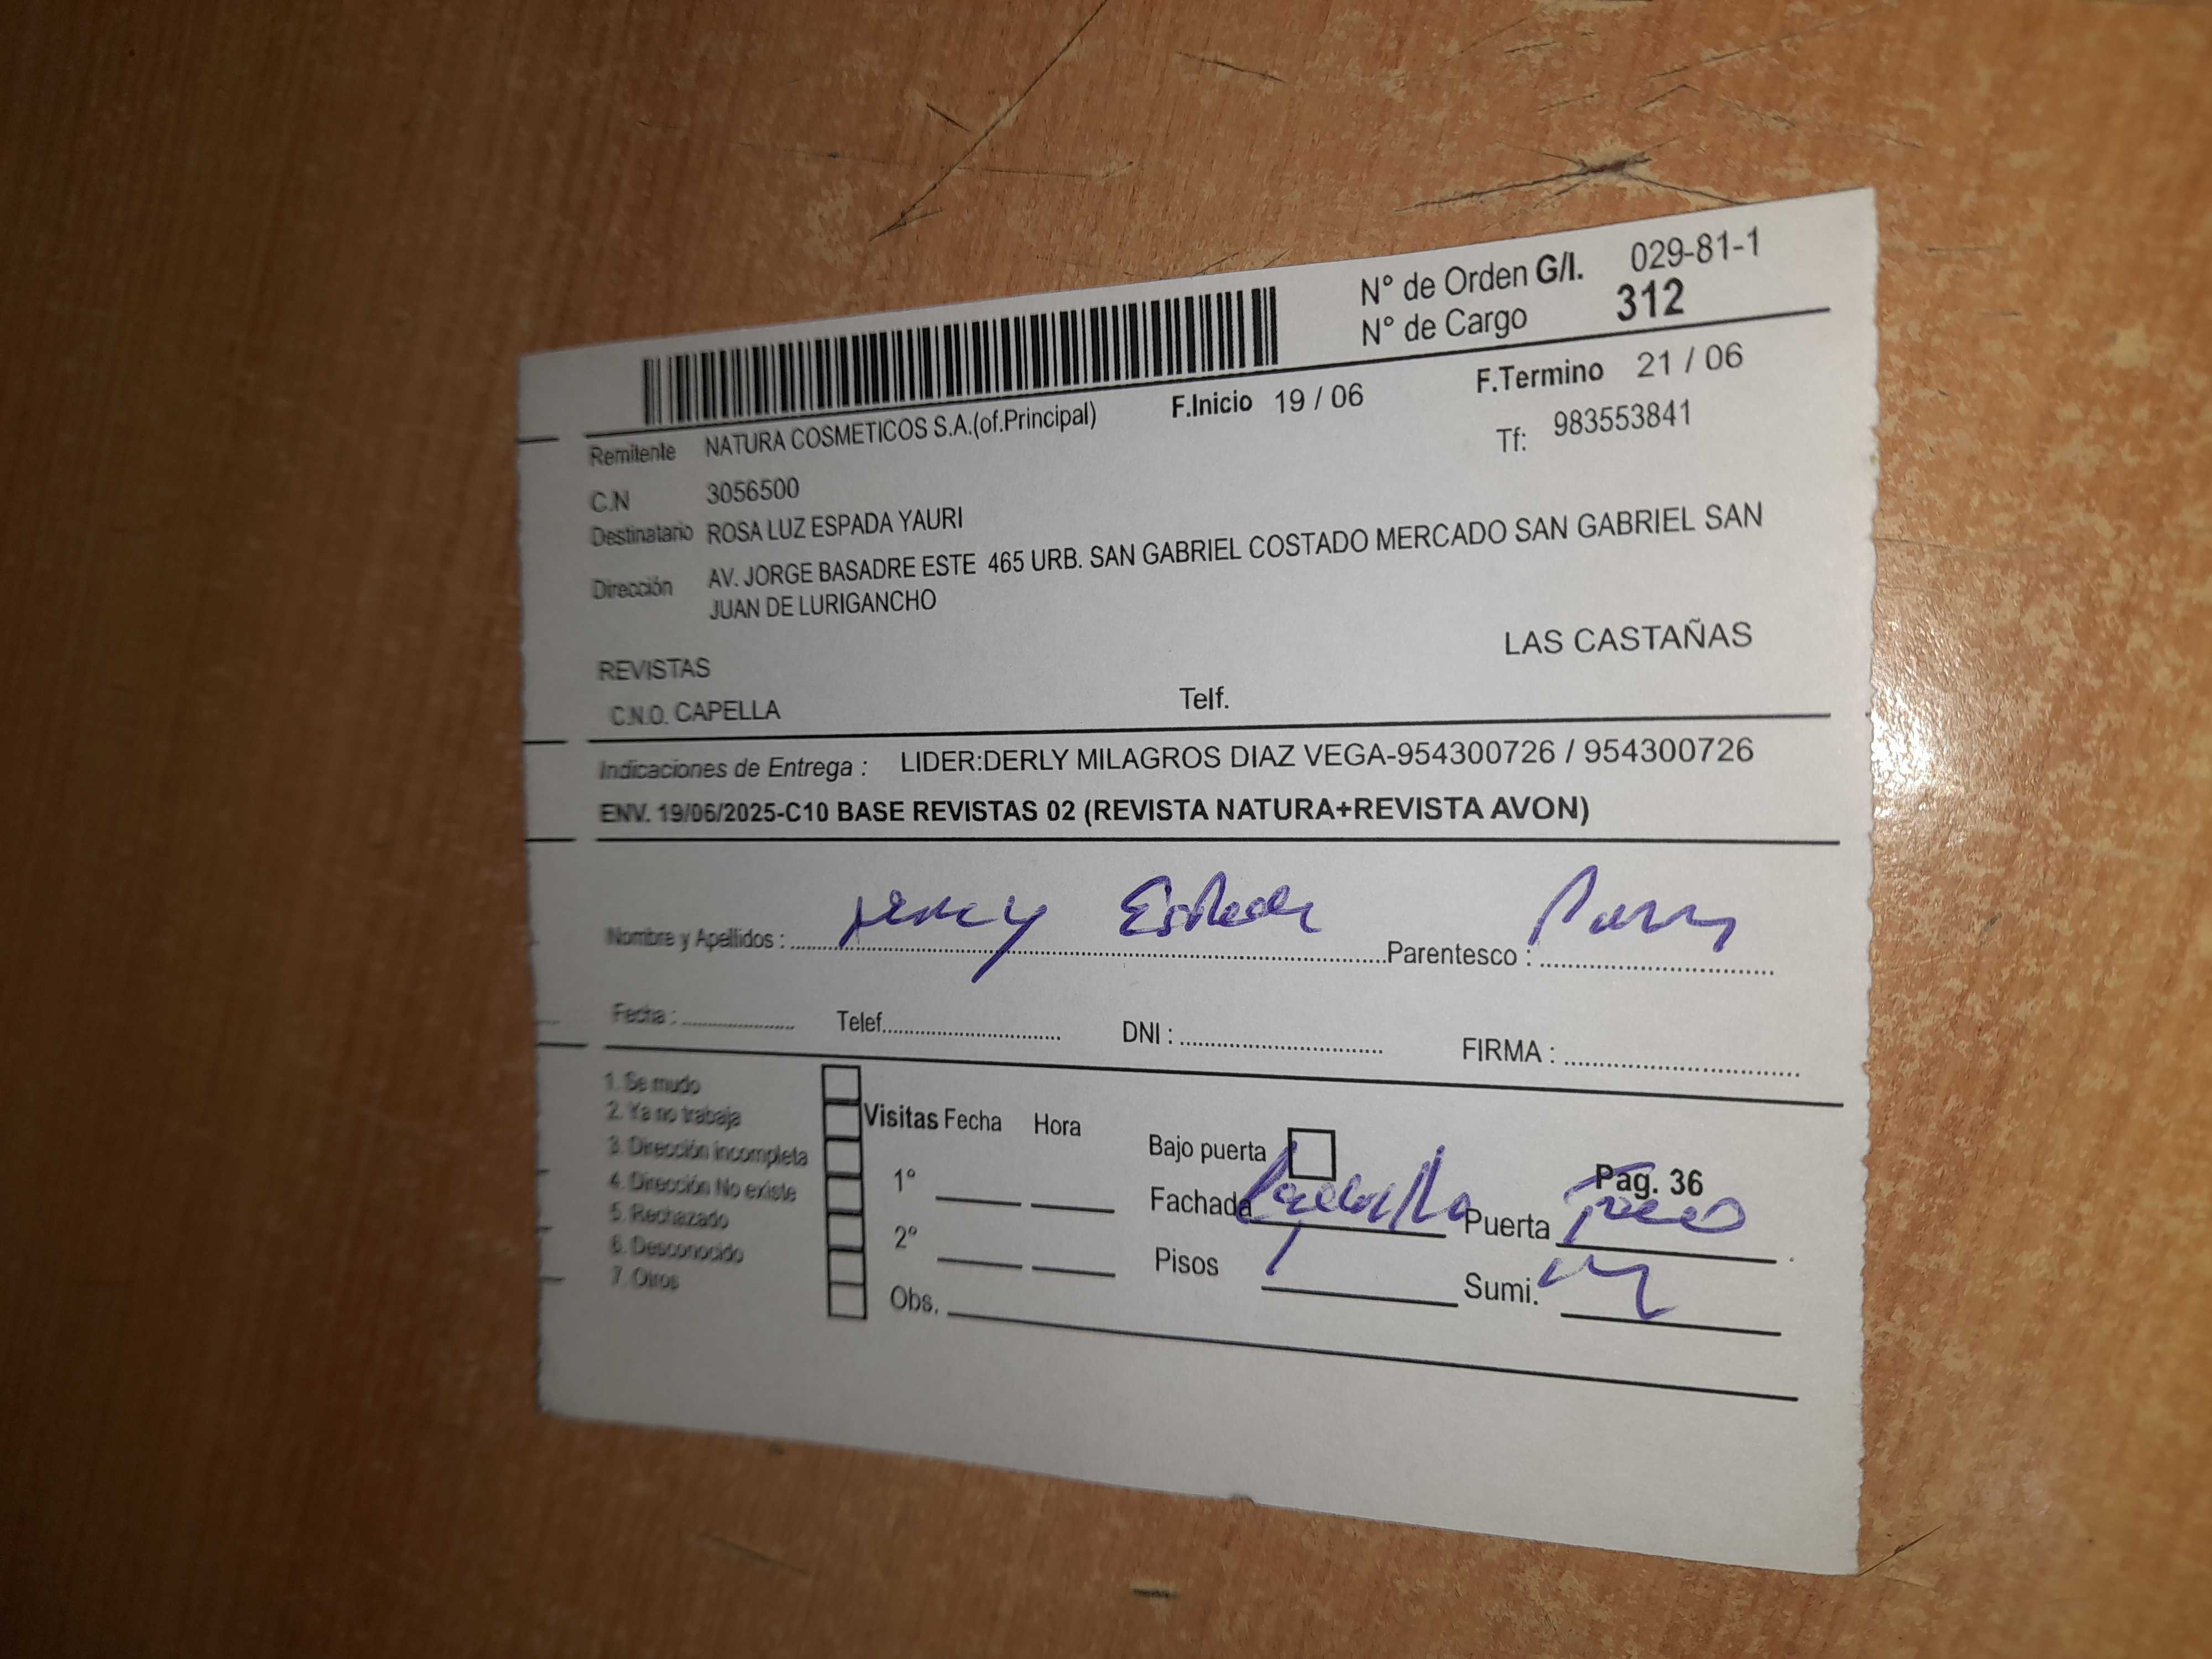 N° de Orden G/I. 029-81-1
N° de Cargo 312
Remitente NATURA COSMETICOS S.A.(of.Principal) F.Inicio 19 / 06 F.Termino 21 / 06
C.N 3056500 Tf: 983553841
Destinatario ROSA LUZ ESPADA YAURI
Dirección AV. JORGE BASADRE ESTE 465 URB. SAN GABRIEL COSTADO MERCADO SAN GABRIEL SAN
JUAN DE LURIGANCHO
LAS CASTAÑAS
REVISTAS
C.N.O. CAPELLA Telf.
Indicaciones de Entrega : LIDER:DERLY MILAGROS DIAZ VEGA-954300726 / 954300726
ENV. 19/06/2025-C10 BASE REVISTAS 02 (REVISTA NATURA+REVISTA AVON)
Nombre y Apellidos : Parentesco :
Fecha : Telef. DNI : FIRMA :
1. Se mudo
2. Ya no trabaja
3. Dirección incompleta
4. Dirección No existe
5. Rechazado
6. Desconocido
7. Otros
Visitas Fecha Hora
1°
2°
Obs.
Bajo puerta Pag. 36
Fachada Puerta
Pisos Sumi.